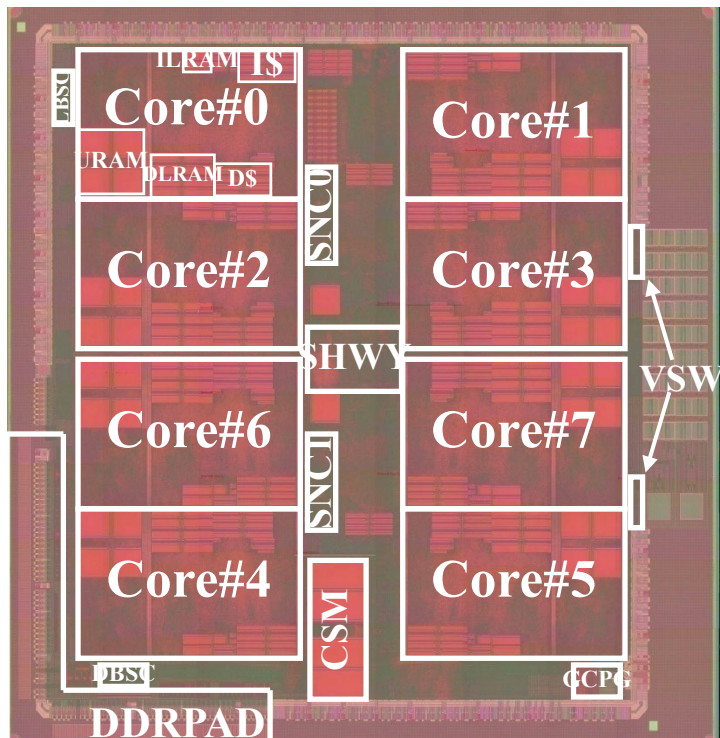 ILRAM
I$
Core#0
LBSC
URAM
DLRAM
D$
Core#1
SNC0
Core#2
Core#3
SHWY
VSW
Core#6
Core#7
SNC1
Core#4
Core#5
CSM
DBSC
GCPG
DDRPAD